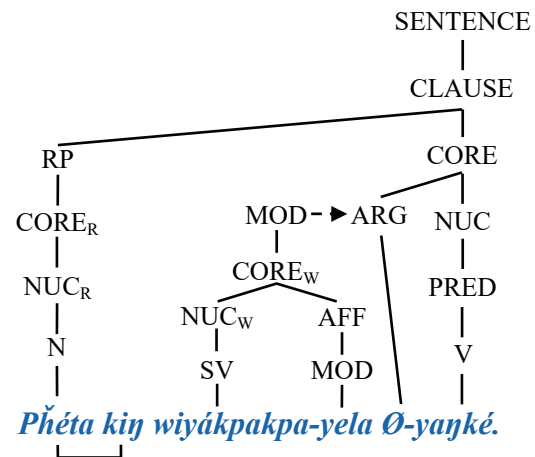 SENTENCE
CLAUSE
RP CORE
CORER MOD ARG NUC
COREW
NUCR PRED
NUCW AFF
N SV MOD V
Pȟéta kiŋ wiyákpakpa-yela Ø-yaŋké.